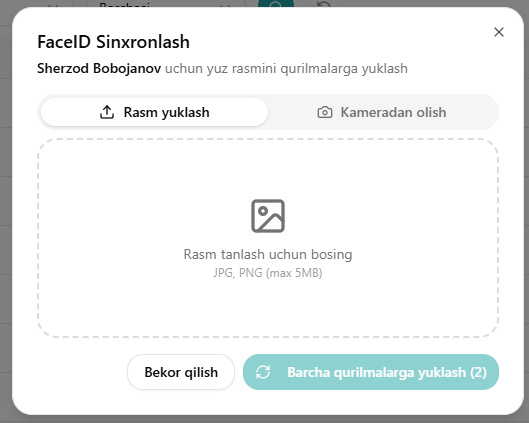 FaceID Sinxronlash
Sherzod Bobojanov uchun yuz rasmini qurilmalarga yuklash
Rasm yuklash
Kameradan olish
Rasm tanlash uchun bosing
JPG, PNG (max 5MB)
Bekor qilish
Barcha qurilmalarga yuklash (2)